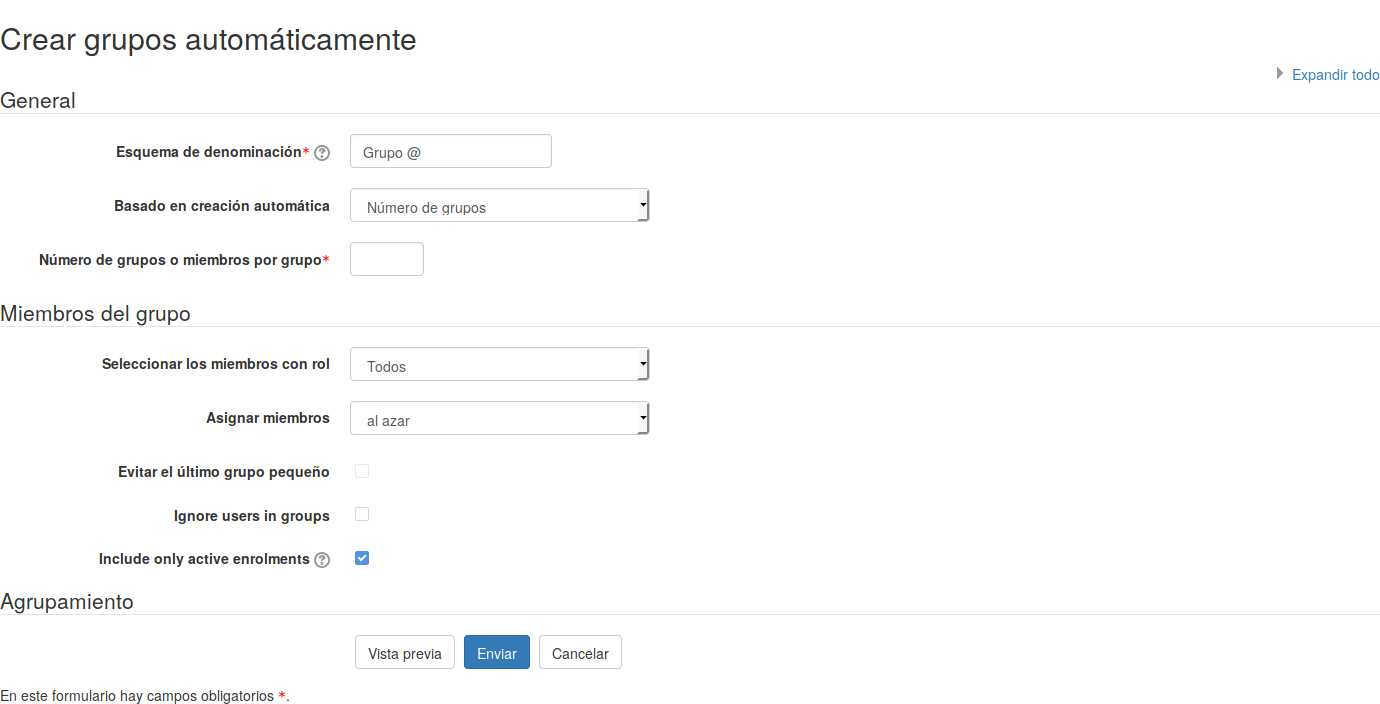 Crear grupos automáticamente
Expandir todo
General
Esquema de denominación* Grupo @
Basado en creación automática Número de grupos
Número de grupos o miembros por grupo*
Miembros del grupo
Seleccionar los miembros con rol Todos
Asignar miembros al azar
Evitar el último grupo pequeño
Ignore users in groups
Include only active enrolments
Agrupamiento
Vista previa Enviar Cancelar
En este formulario hay campos obligatorios *.